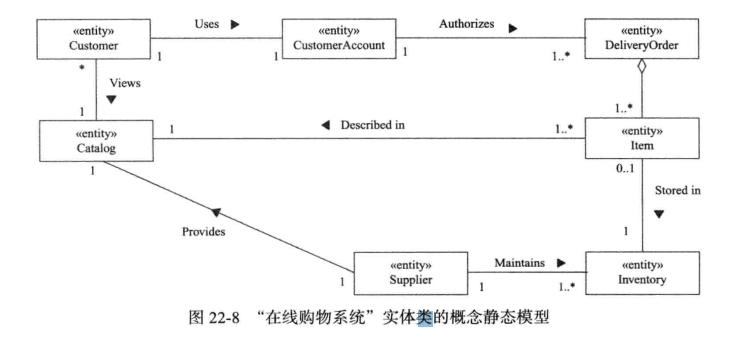 «entity»
Customer
Uses ▶
1
1
«entity»
CustomerAccount
Authorizes ▶
1
1..*
«entity»
DeliveryOrder
*
Views
▼
1
1..*
«entity»
Catalog
1
◀ Described in
1..*
«entity»
Item
1
0..1
Stored in
▼
1
Provides
«entity»
Supplier
1
Maintains ▶
1
1..*
«entity»
Inventory
图 22-8 “在线购物系统”实体类的概念静态模型